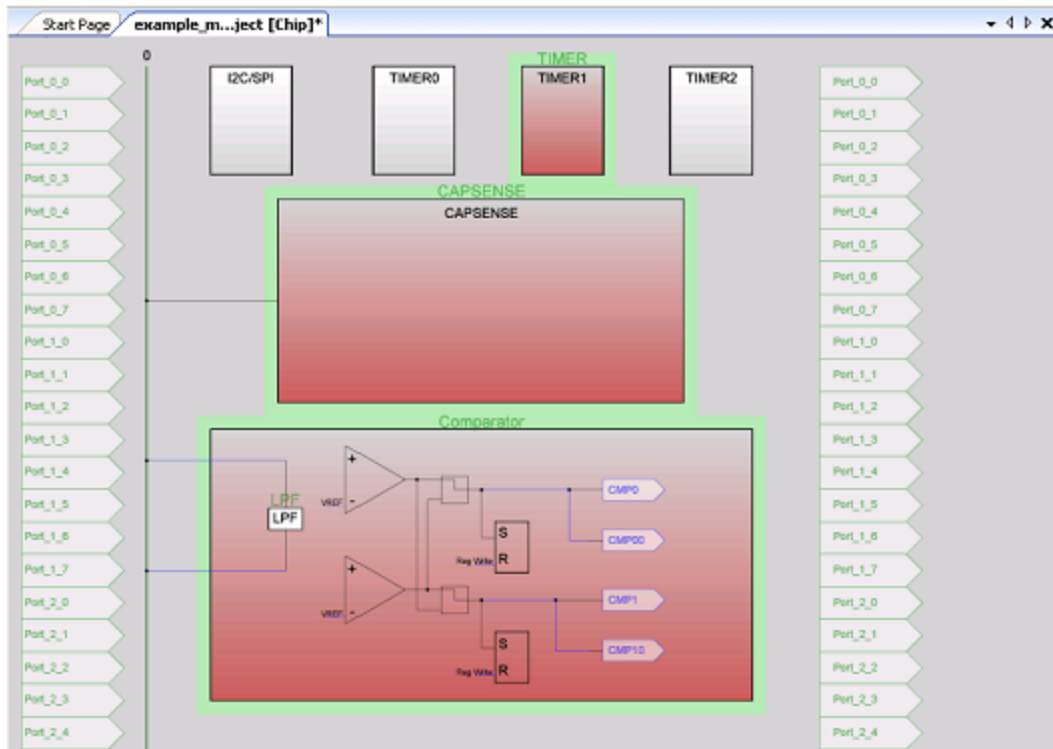 Start Page
example_m...ject [Chip]*
0
Port_0_0
Port_0_1
Port_0_2
Port_0_3
Port_0_4
Port_0_5
Port_0_6
Port_0_7
Port_1_0
Port_1_1
Port_1_2
Port_1_3
Port_1_4
Port_1_5
Port_1_6
Port_1_7
Port_2_0
Port_2_1
Port_2_2
Port_2_3
Port_2_4
I2C/SPI
TIMER0
TIMER
TIMER1
TIMER2
CAPSENSE
CAPSENSE
Comparator
LPF
LPF
+
VREF -
CMP0
CMP00
S
Reg Write R
+
VREF -
CMP1
CMP10
S
Reg Write R
Port_0_0
Port_0_1
Port_0_2
Port_0_3
Port_0_4
Port_0_5
Port_0_6
Port_0_7
Port_1_0
Port_1_1
Port_1_2
Port_1_3
Port_1_4
Port_1_5
Port_1_6
Port_1_7
Port_2_0
Port_2_1
Port_2_2
Port_2_3
Port_2_4